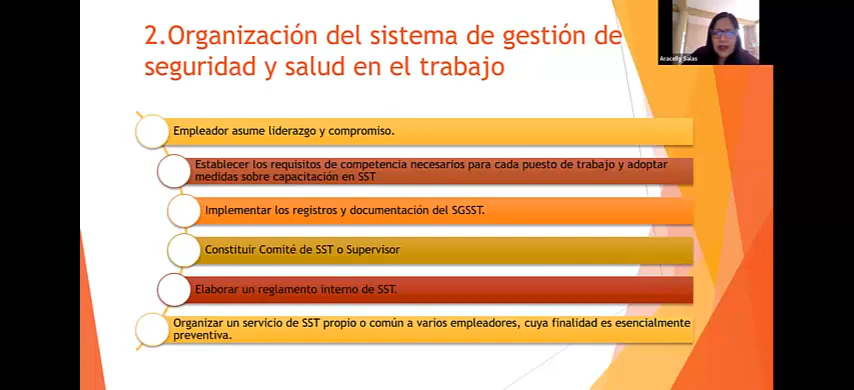 2.Organización del sistema de gestión de
seguridad y salud en el trabajo
Aracelly Salas
Empleador asume liderazgo y compromiso.
Establecer los requisitos de competencia necesarios para cada puesto de trabajo y adoptar
medidas sobre capacitación en SST
Implementar los registros y documentación del SGSST.
Constituir Comité de SST o Supervisor
Elaborar un reglamento interno de SST.
Organizar un servicio de SST propio o común a varios empleadores, cuya finalidad es esencialmente
preventiva.